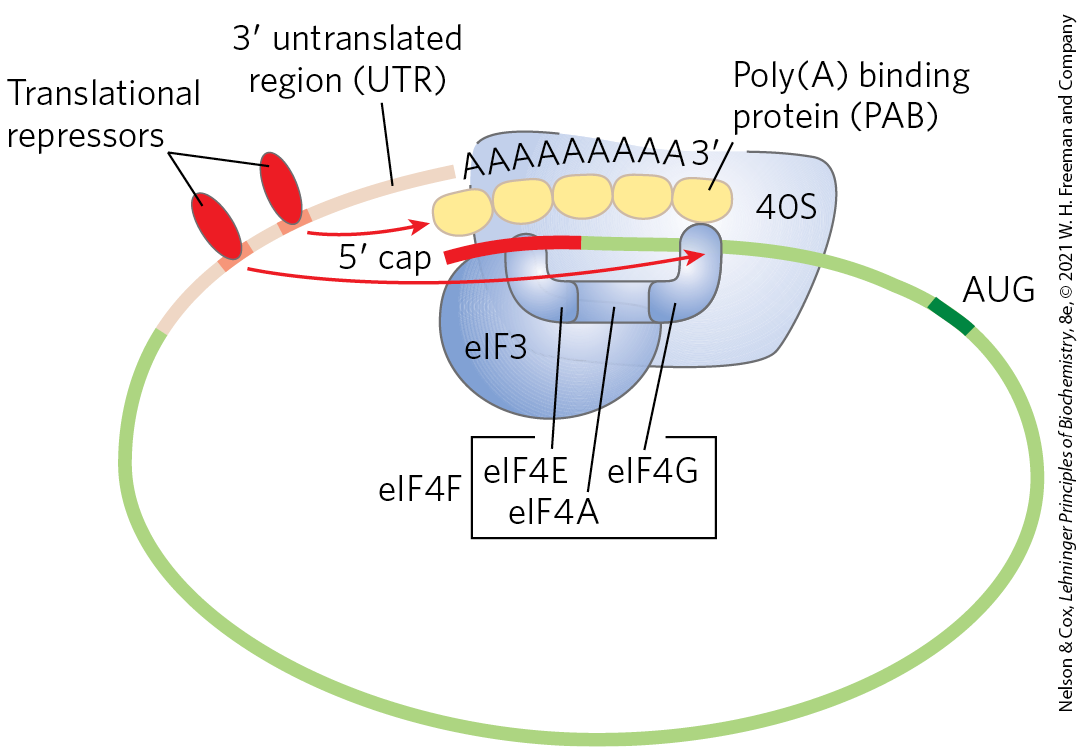 3′ untranslated
region (UTR)
Translational
repressors
Poly(A) binding
protein (PAB)
AAAAAAAAA3′
40S
5′ cap
AUG
eIF3
eIF4F
eIF4E
eIF4G
eIF4A
Nelson & Cox, Lehninger Principles of Biochemistry, 8e, © 2021 W. H. Freeman and Company